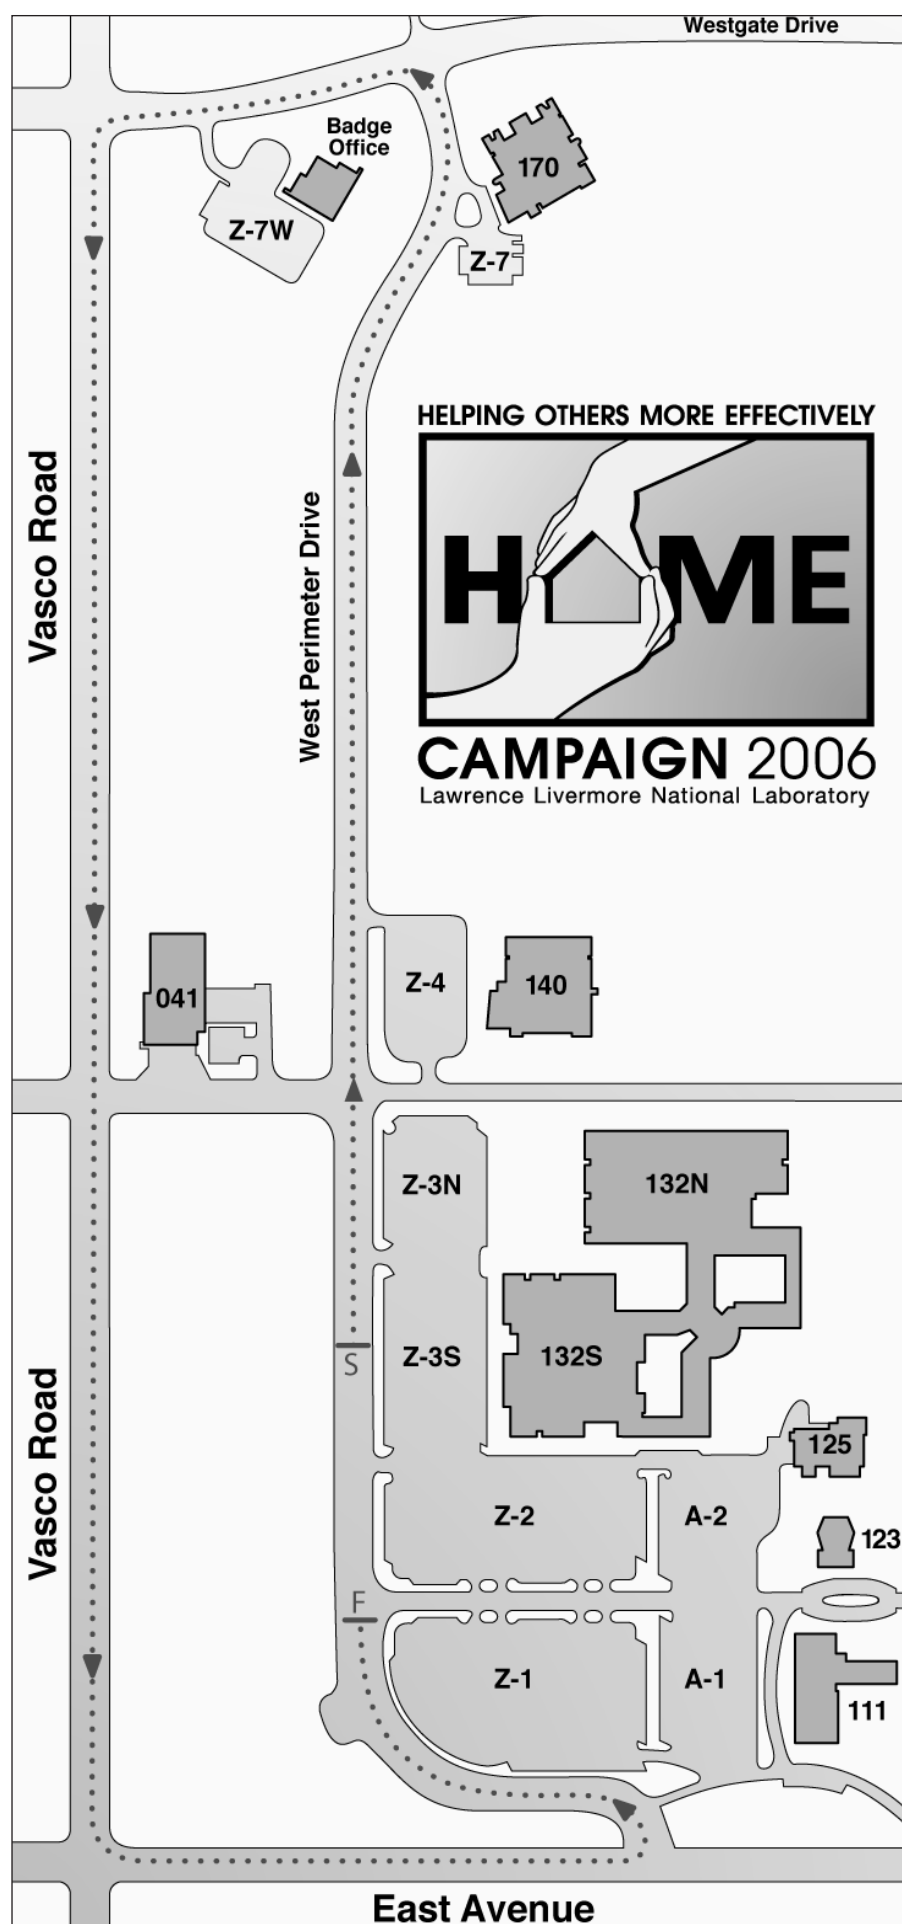 Westgate Drive
Badge
Office
170
Z-7W
Z-7
HELPING OTHERS MORE EFFECTIVELY
H ME
CAMPAIGN 2006
Lawrence Livermore National Laboratory
Vasco Road
West Perimeter Drive
041
Z-4
140
Z-3N
132N
S
Z-3S
132S
Vasco Road
125
Z-2
A-2
123
F
Z-1
A-1
111
East Avenue